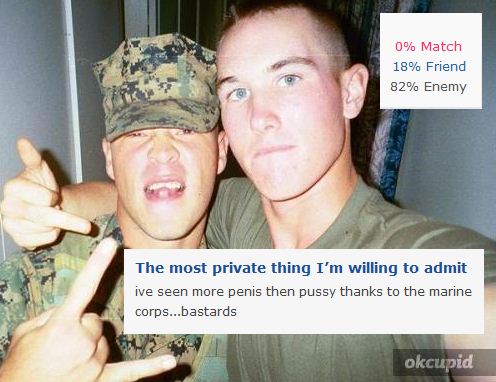 0% Match
18% Friend
82% Enemy
The most private thing I'm willing to admit
ive seen more penis then pussy thanks to the marine
corps...bastards
okcupid